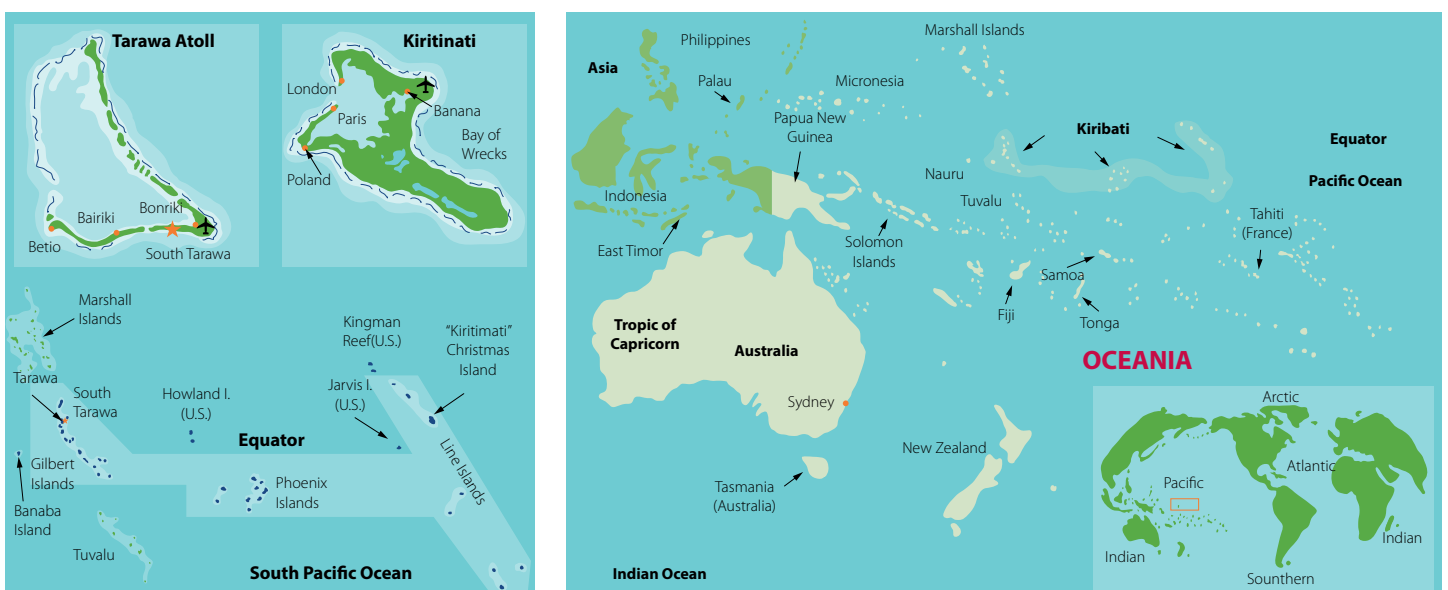 Tarawa Atoll
Bonriki
Bairiki
Betio
South Tarawa
Kiritinati
London
Banana
Paris
Bay of
Wrecks
Poland
Marshall
Islands
Kingman
Reef(U.S.)
"Kiritimati"
Christmas
Island
Tarawa
South
Tarawa
Howland I.
(U.S.)
Jarvis I.
(U.S.)
Equator
Line Islands
Gilbert
Islands
Phoenix
Islands
Banaba
Island
Tuvalu
South Pacific Ocean
Marshall Islands
Philippines
Asia
Palau
Micronesia
Papua New
Guinea
Kiribati
Equator
Nauru
Pacific Ocean
Indonesia
Tuvalu
Tahiti
(France)
East Timor
Solomon
Islands
Samoa
Fiji
Tonga
Tropic of
Capricorn
Australia
OCEANIA
Sydney
New Zealand
Tasmania
(Australia)
Indian Ocean
Arctic
Atlantic
Pacific
Indian
Indian
Sounthern